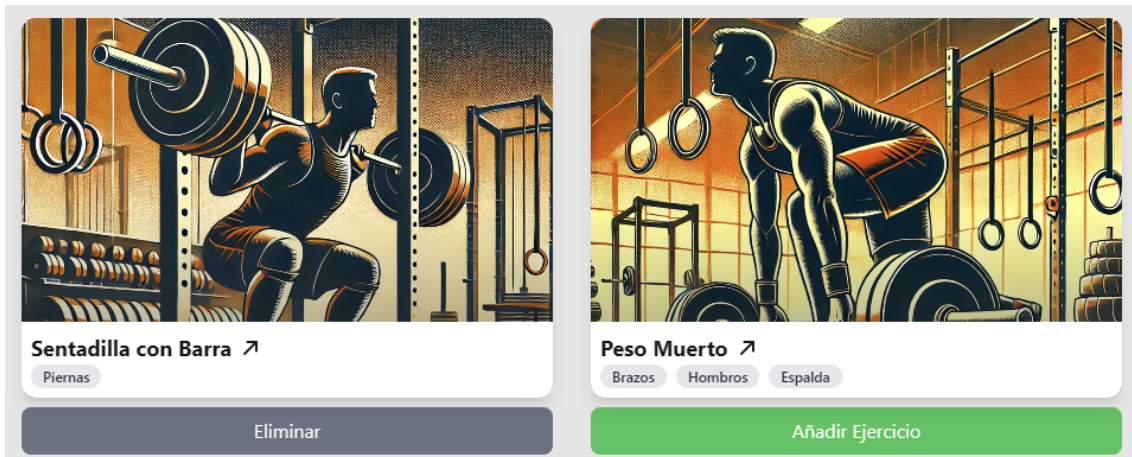 Sentadilla con Barra
Piernas
Eliminar
Peso Muerto
Brazos Hombros Espalda
Añadir Ejercicio